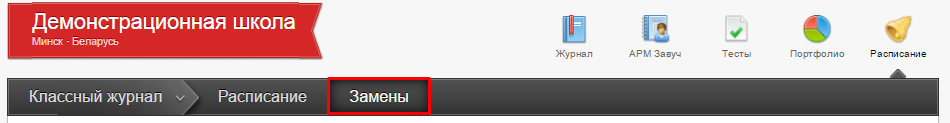 Демонстрационная школа
Минск - Беларусь
Журнал
АРМ Завуч
Тесты
Портфолио
Расписание
Классный журнал
Расписание
Замены